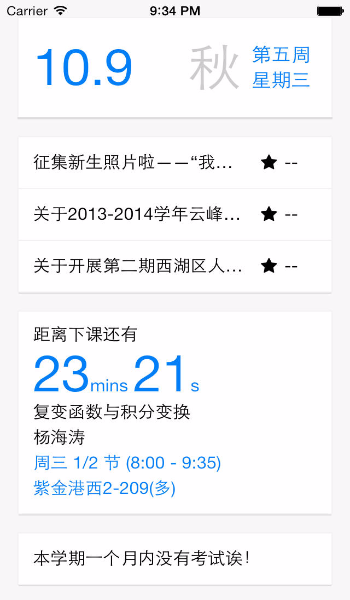 Carrier 9:34 PM
10.9 秋 第五周
星期三
征集新生照片啦——“我... ★ --
关于2013-2014学年云峰... ★ --
关于开展第二期西湖区人... ★ --
距离下课还有
23mins 21s
复变函数与积分变换
杨海涛
周三 1/2 节 (8:00 - 9:35)
紫金港西2-209(多)
本学期一个月内没有考试诶!